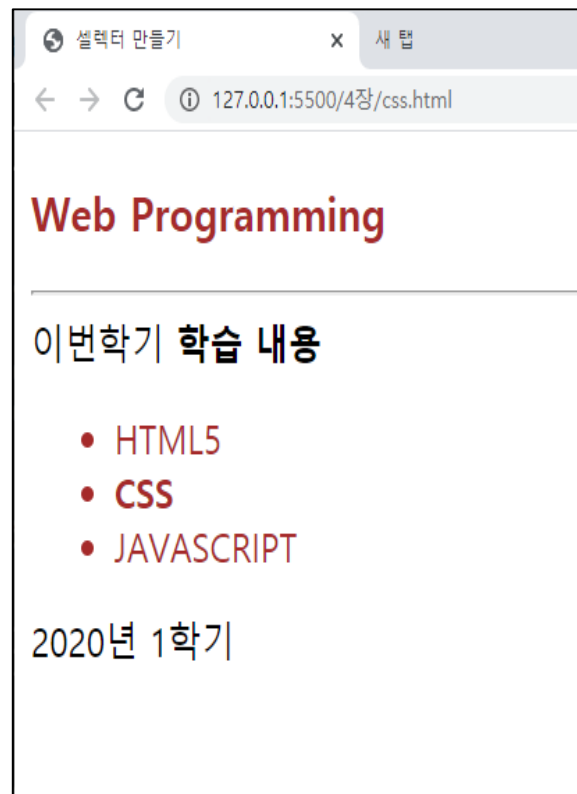 셀렉터 만들기
새 탭
127.0.0.1:5500/4장/css.html
Web Programming
이번학기 학습 내용
HTML5
CSS
JAVASCRIPT
2020년 1학기